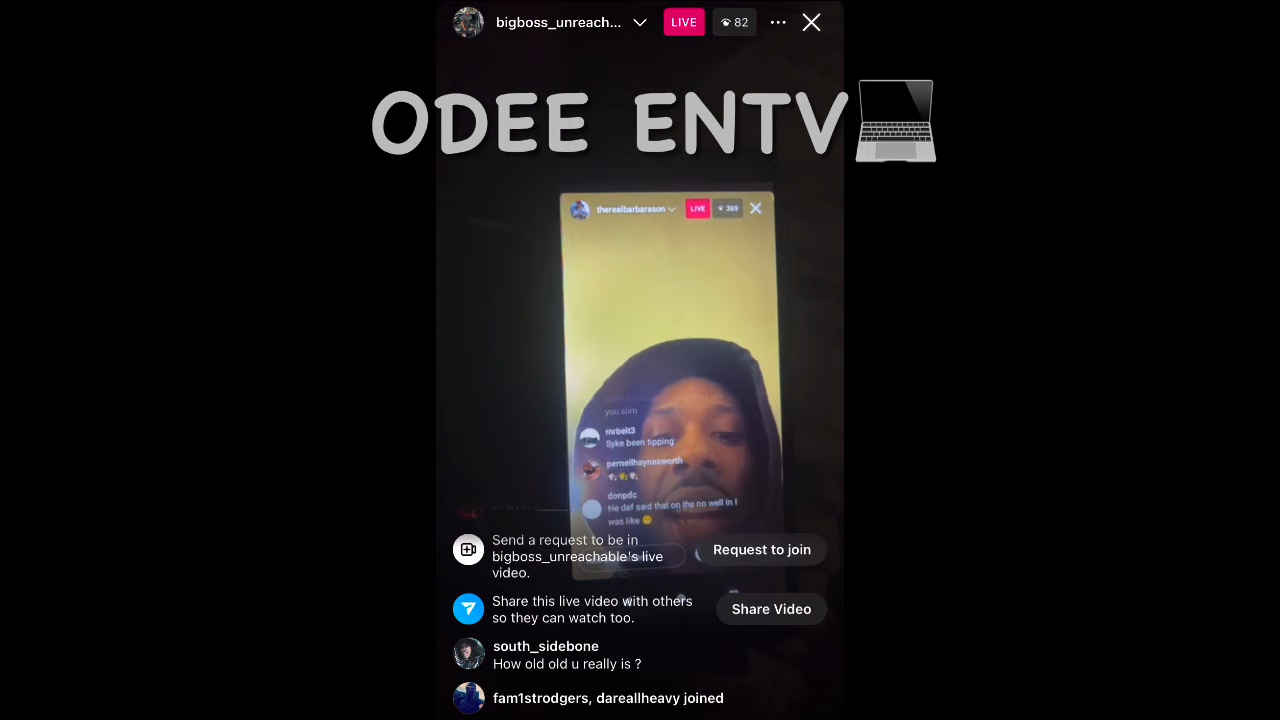 bigboss_unreach...
LIVE
82
ODEE ENTV
therealbarbarason
LIVE
369
you slim
mrbelt3
Syke been tipping
pernellhaynesworth
donpdc
He def said that on the no well in I
was like
Send a request to be in
bigboss_unreachable's live
video.
Request to join
Share this live video with others
so they can watch too.
Share Video
south_sidebone
How old old u really is ?
fam1strodgers, dareallheavy joined